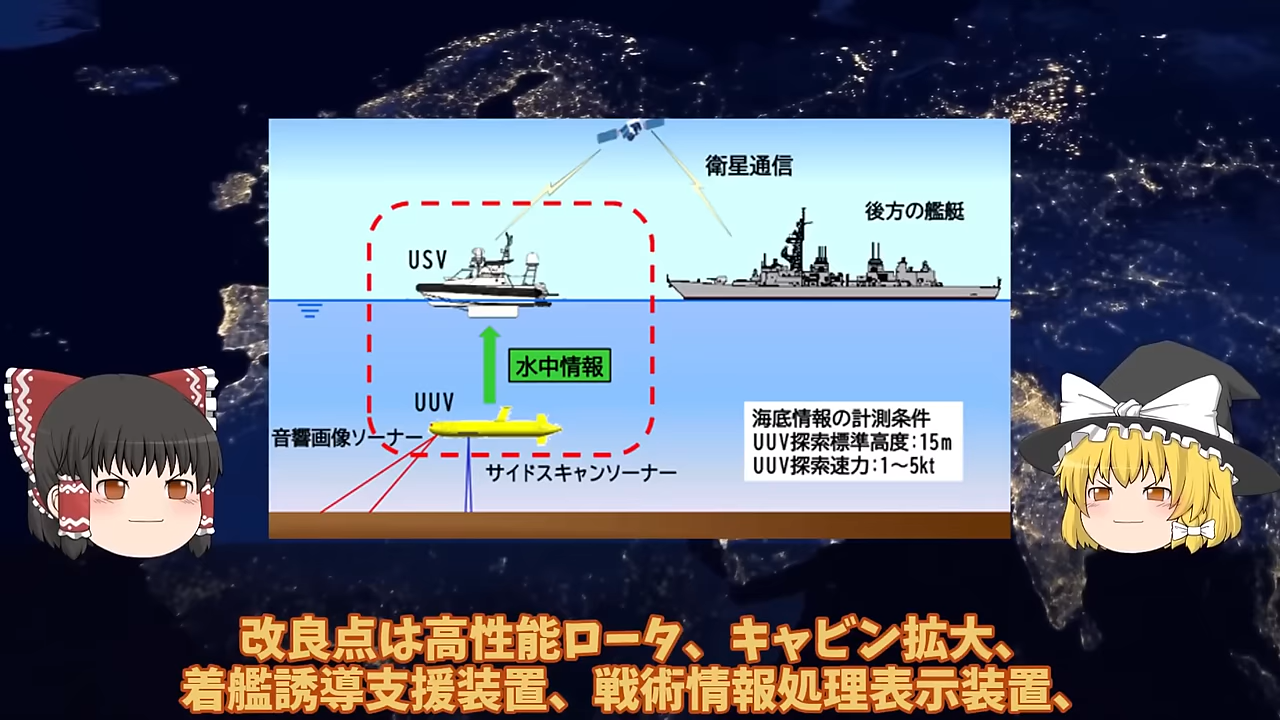 衛星通信
後方の艦艇
USV
水中情報
UUV
音響画像ソーナー
サイドスキャンソーナー
海底情報の計測条件
UUV探索標準高度:15m
UUV探索速力:1～5kt
改良点は高性能ロータ、キャビン拡大、
着艦誘導支援装置、戦術情報処理表示装置、